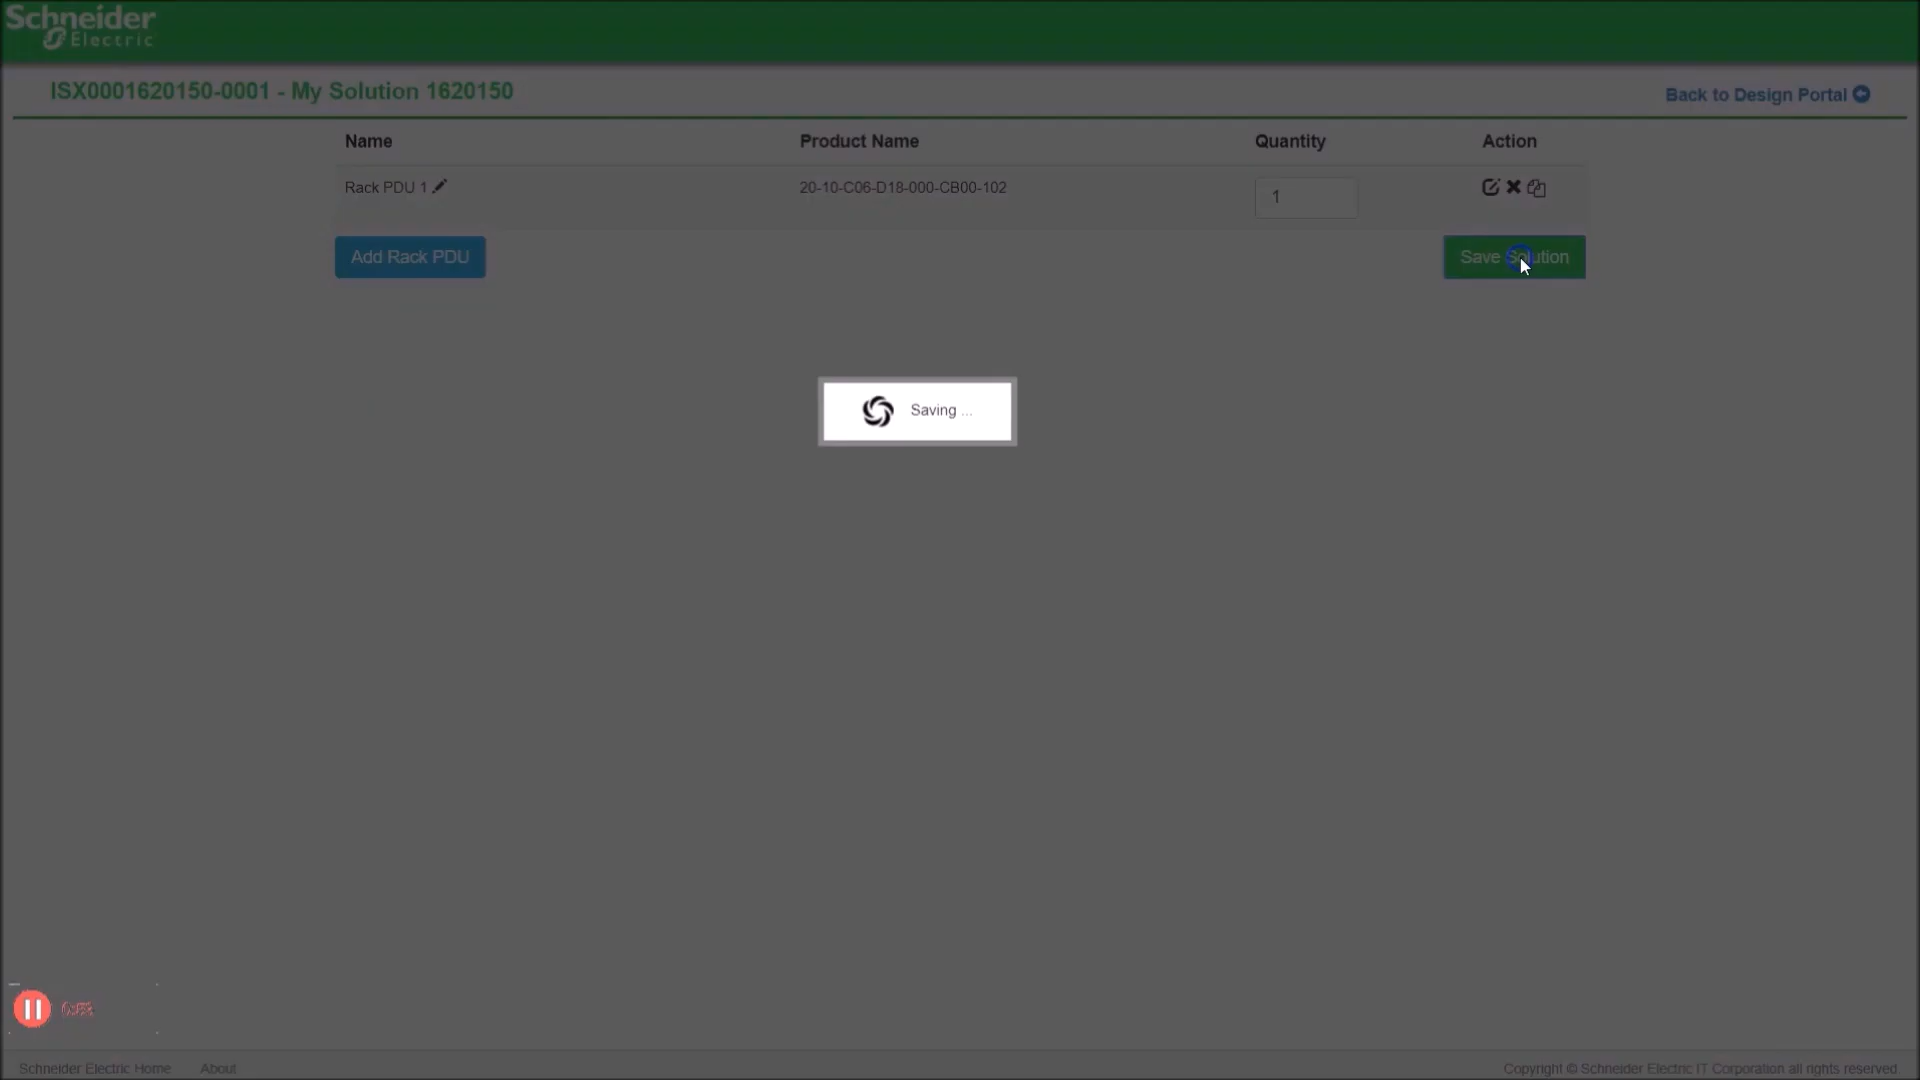 Schneider
Electric
ISX0001620150-0001 - My Solution 1620150
Back to Design Portal
Name Product Name Quantity Action
Rack PDU 1 20-10-C06-D18-000-CB00-102 1
Add Rack PDU Save Solution
Saving ...
Schneider Electric Home About Copyright © Schneider Electric IT Corporation all rights reserved.